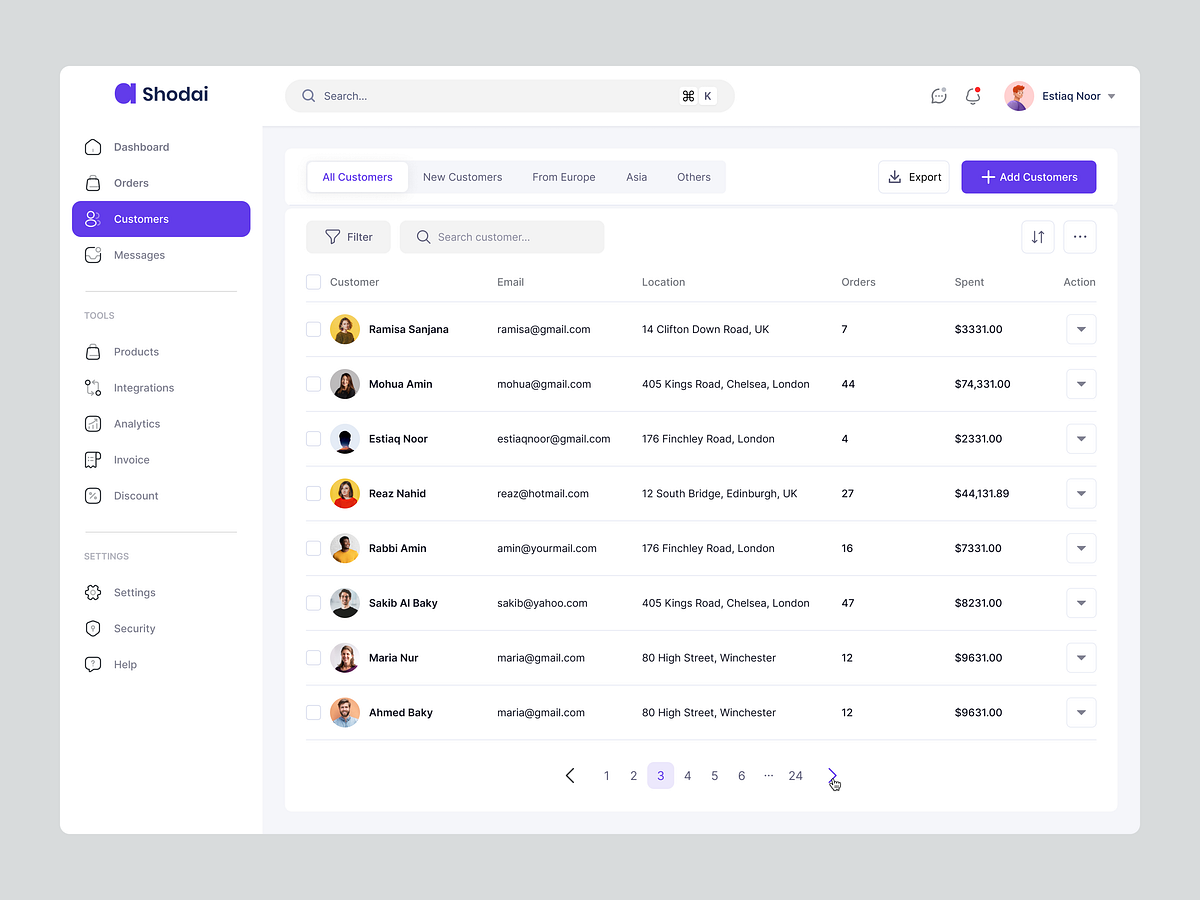 Shodai
Search...
⌘ K
Estiaq Noor
Dashboard
Orders
Customers
Messages
TOOLS
Products
Integrations
Analytics
Invoice
Discount
SETTINGS
Settings
Security
Help
All Customers New Customers From Europe Asia Others
Export
Add Customers
Filter
Search customer...
Customer Email Location Orders Spent Action
Ramisa Sanjana ramisa@gmail.com 14 Clifton Down Road, UK 7 $3331.00
Mohua Amin mohua@gmail.com 405 Kings Road, Chelsea, London 44 $74,331.00
Estiaq Noor estiaqnoor@gmail.com 176 Finchley Road, London 4 $2331.00
Reaz Nahid reaz@hotmail.com 12 South Bridge, Edinburgh, UK 27 $44,131.89
Rabbi Amin amin@yourmail.com 176 Finchley Road, London 16 $7331.00
Sakib Al Baky sakib@yahoo.com 405 Kings Road, Chelsea, London 47 $8231.00
Maria Nur maria@gmail.com 80 High Street, Winchester 12 $9631.00
Ahmed Baky maria@gmail.com 80 High Street, Winchester 12 $9631.00
1 2 3 4 5 6 ... 24